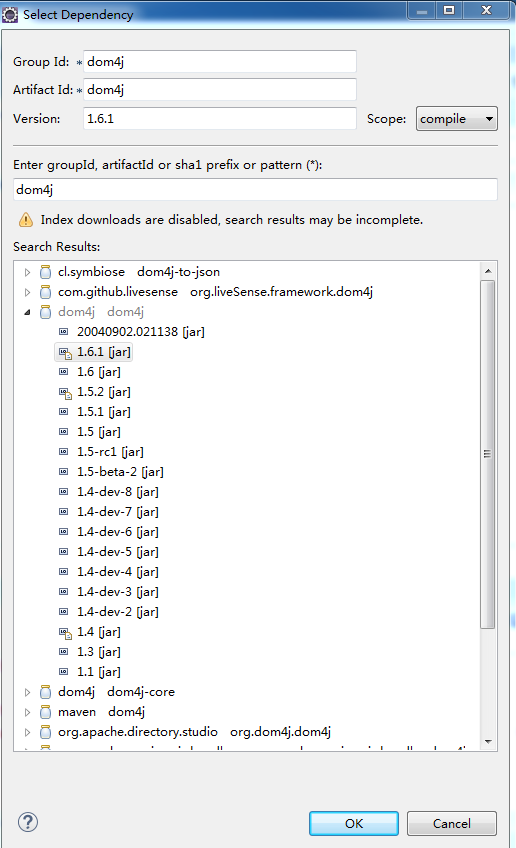 Select Dependency
Group Id: * dom4j
Artifact Id: * dom4j
Version: 1.6.1 Scope: compile
Enter groupId, artifactId or sha1 prefix or pattern (*):
dom4j
Index downloads are disabled, search results may be incomplete.
Search Results:
cl.symbiose dom4j-to-json
com.github.livesense org.liveSense.framework.dom4j
dom4j dom4j
20040902.021138 [jar]
1.6.1 [jar]
1.6 [jar]
1.5.2 [jar]
1.5.1 [jar]
1.5 [jar]
1.5-rc1 [jar]
1.5-beta-2 [jar]
1.4-dev-8 [jar]
1.4-dev-7 [jar]
1.4-dev-6 [jar]
1.4-dev-5 [jar]
1.4-dev-4 [jar]
1.4-dev-3 [jar]
1.4-dev-2 [jar]
1.4 [jar]
1.3 [jar]
1.1 [jar]
dom4j dom4j-core
maven dom4j
org.apache.directory.studio org.dom4j.dom4j
OK Cancel